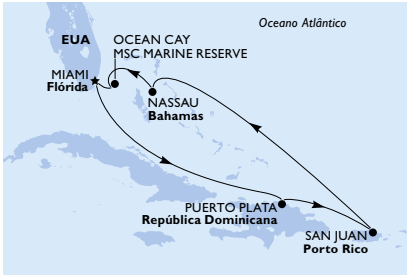 Oceano Atlântico
EUA
OCEAN CAY
MSC MARINE RESERVE
MIAMI
Flórida
NASSAU
Bahamas
PUERTO PLATA
República Dominicana
SAN JUAN
Porto Rico